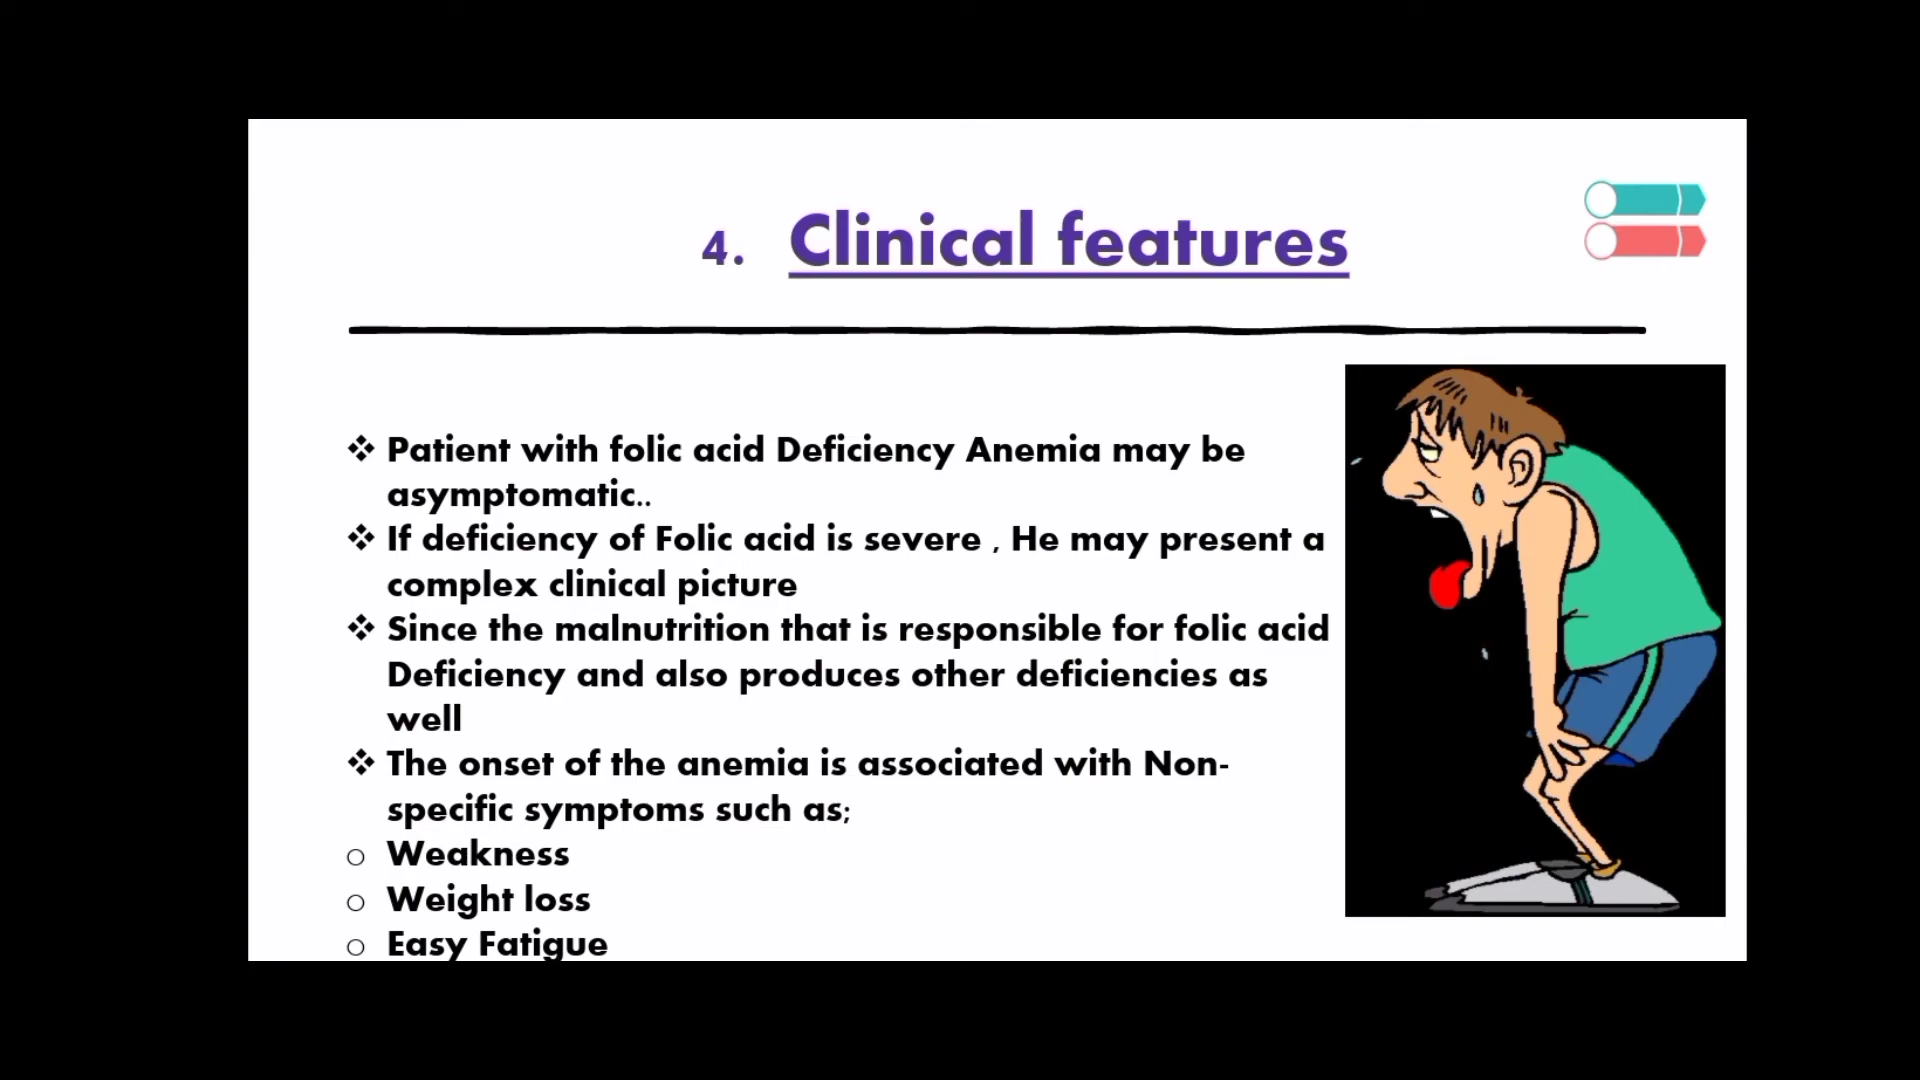 4. Clinical features
❖ Patient with folic acid Deficiency Anemia may be
asymptomatic..
❖ If deficiency of Folic acid is severe , He may present a
complex clinical picture
❖ Since the malnutrition that is responsible for folic acid
Deficiency and also produces other deficiencies as
well
❖ The onset of the anemia is associated with Non-
specific symptoms such as;
o Weakness
o Weight loss
o Easy Fatigue